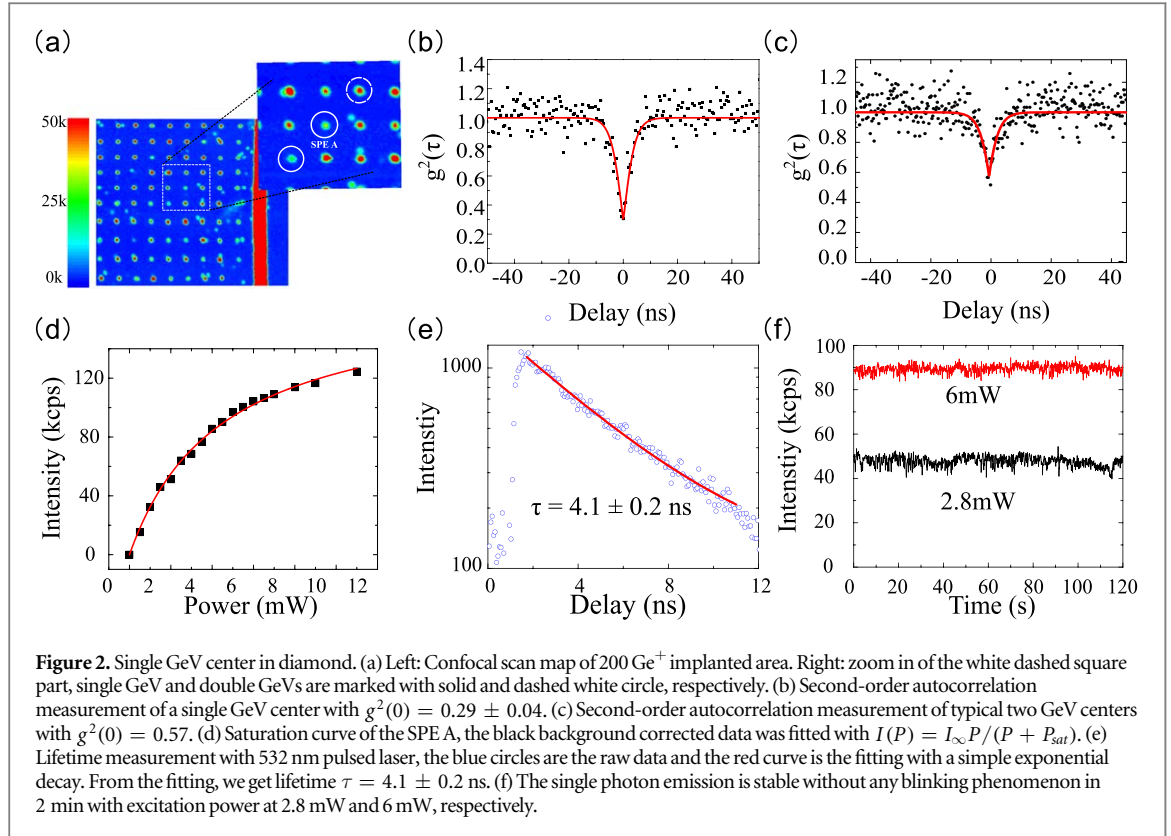 (a)
50k
25k
0k
SPE A
(b)
1.4
1.2
1.0
0.8
0.6
0.4
0.2
0.0
g²(τ)
-40 -20 0 20 40
Delay (ns)
(c)
1.2
1.0
0.8
0.6
0.4
0.2
0.0
g²(τ)
-40 -20 0 20 40
Delay (ns)
(d)
120
80
40
0
Intensity (kcps)
2 4 6 8 10 12
Power (mW)
(e)
1000
100
Intenstiy
τ = 4.1 ± 0.2 ns
0 4 8 12
Delay (ns)
(f)
100
80
60
40
20
0
Intenstiy (kcps)
6mW
2.8mW
0 20 40 60 80 100 120
Time (s)
Figure 2. Single GeV center in diamond. (a) Left: Confocal scan map of 200 Ge⁺ implanted area. Right: zoom in of the white dashed square
part, single GeV and double GeVs are marked with solid and dashed white circle, respectively. (b) Second-order autocorrelation
measurement of a single GeV center with g²(0) = 0.29 ± 0.04. (c) Second-order autocorrelation measurement of typical two GeV centers
with g²(0) = 0.57. (d) Saturation curve of the SPE A, the black background corrected data was fitted with I(P) = I∞P/(P + Psat). (e)
Lifetime measurement with 532 nm pulsed laser, the blue circles are the raw data and the red curve is the fitting with a simple exponential
decay. From the fitting, we get lifetime τ = 4.1 ± 0.2 ns. (f) The single photon emission is stable without any blinking phenomenon in
2 min with excitation power at 2.8 mW and 6 mW, respectively.